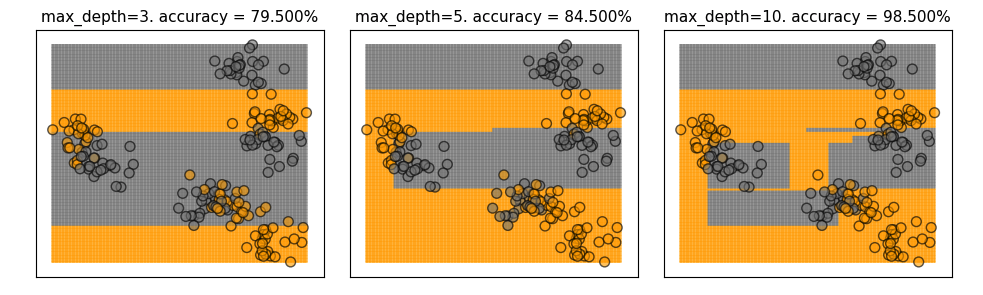 max_depth=3. accuracy = 79.500%
max_depth=5. accuracy = 84.500%
max_depth=10. accuracy = 98.500%